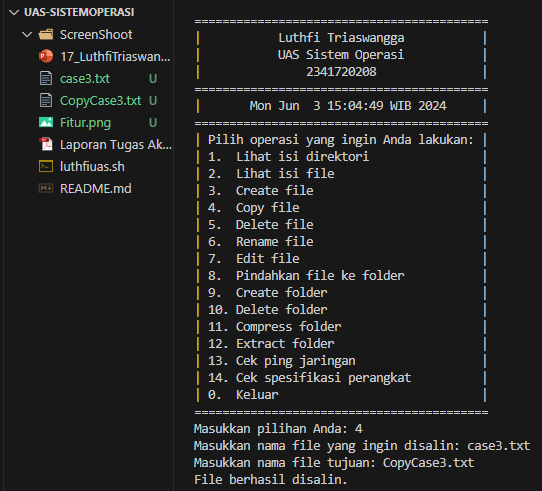 UAS-SISTEMOPERASI
ScreenShoot
17_LuthfiTriaswan...
case3.txt U
CopyCase3.txt U
Fitur.png U
Laporan Tugas Ak...
luthfiuas.sh
README.md
==========================================
| Luthfi Triaswangga |
| UAS Sistem Operasi |
| 2341720208 |
==========================================
| Mon Jun  3 15:04:49 WIB 2024 |
==========================================
| Pilih operasi yang ingin Anda lakukan: |
| 1.  Lihat isi direktori |
| 2.  Lihat isi file |
| 3.  Create file |
| 4.  Copy file |
| 5.  Delete file |
| 6.  Rename file |
| 7.  Edit file |
| 8.  Pindahkan file ke folder |
| 9.  Create folder |
| 10. Delete folder |
| 11. Compress folder |
| 12. Extract folder |
| 13. Cek ping jaringan |
| 14. Cek spesifikasi perangkat |
| 0.  Keluar |
==========================================
Masukkan pilihan Anda: 4
Masukkan nama file yang ingin disalin: case3.txt
Masukkan nama file tujuan: CopyCase3.txt
File berhasil disalin.